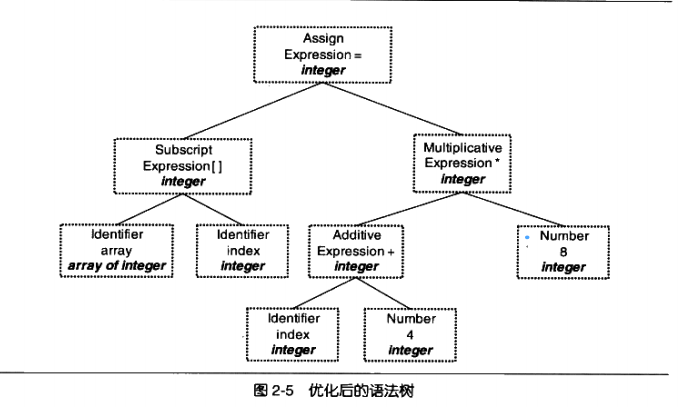 Assign
Expression =
integer
Subscript
Expression[ ]
integer
Multiplicative
Expression *
integer
Identifier
array
array of integer
Identifier
index
integer
Additive
Expression +
integer
Number
8
integer
Identifier
index
integer
Number
4
integer
图 2-5 优化后的语法树